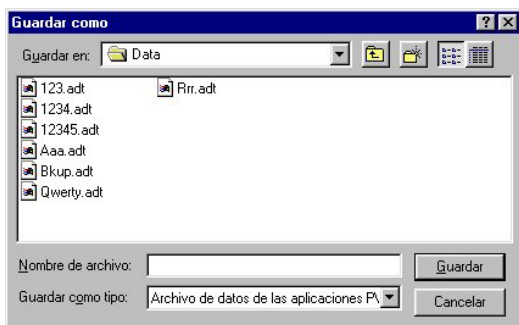 Guardar como
Guardar en: Data
123.adt Rrr.adt
1234.adt
12345.adt
Aaa.adt
Bkup.adt
Qwerty.adt
Nombre de archivo: Guardar
Guardar como tipo: Archivo de datos de las aplicaciones Cancelar